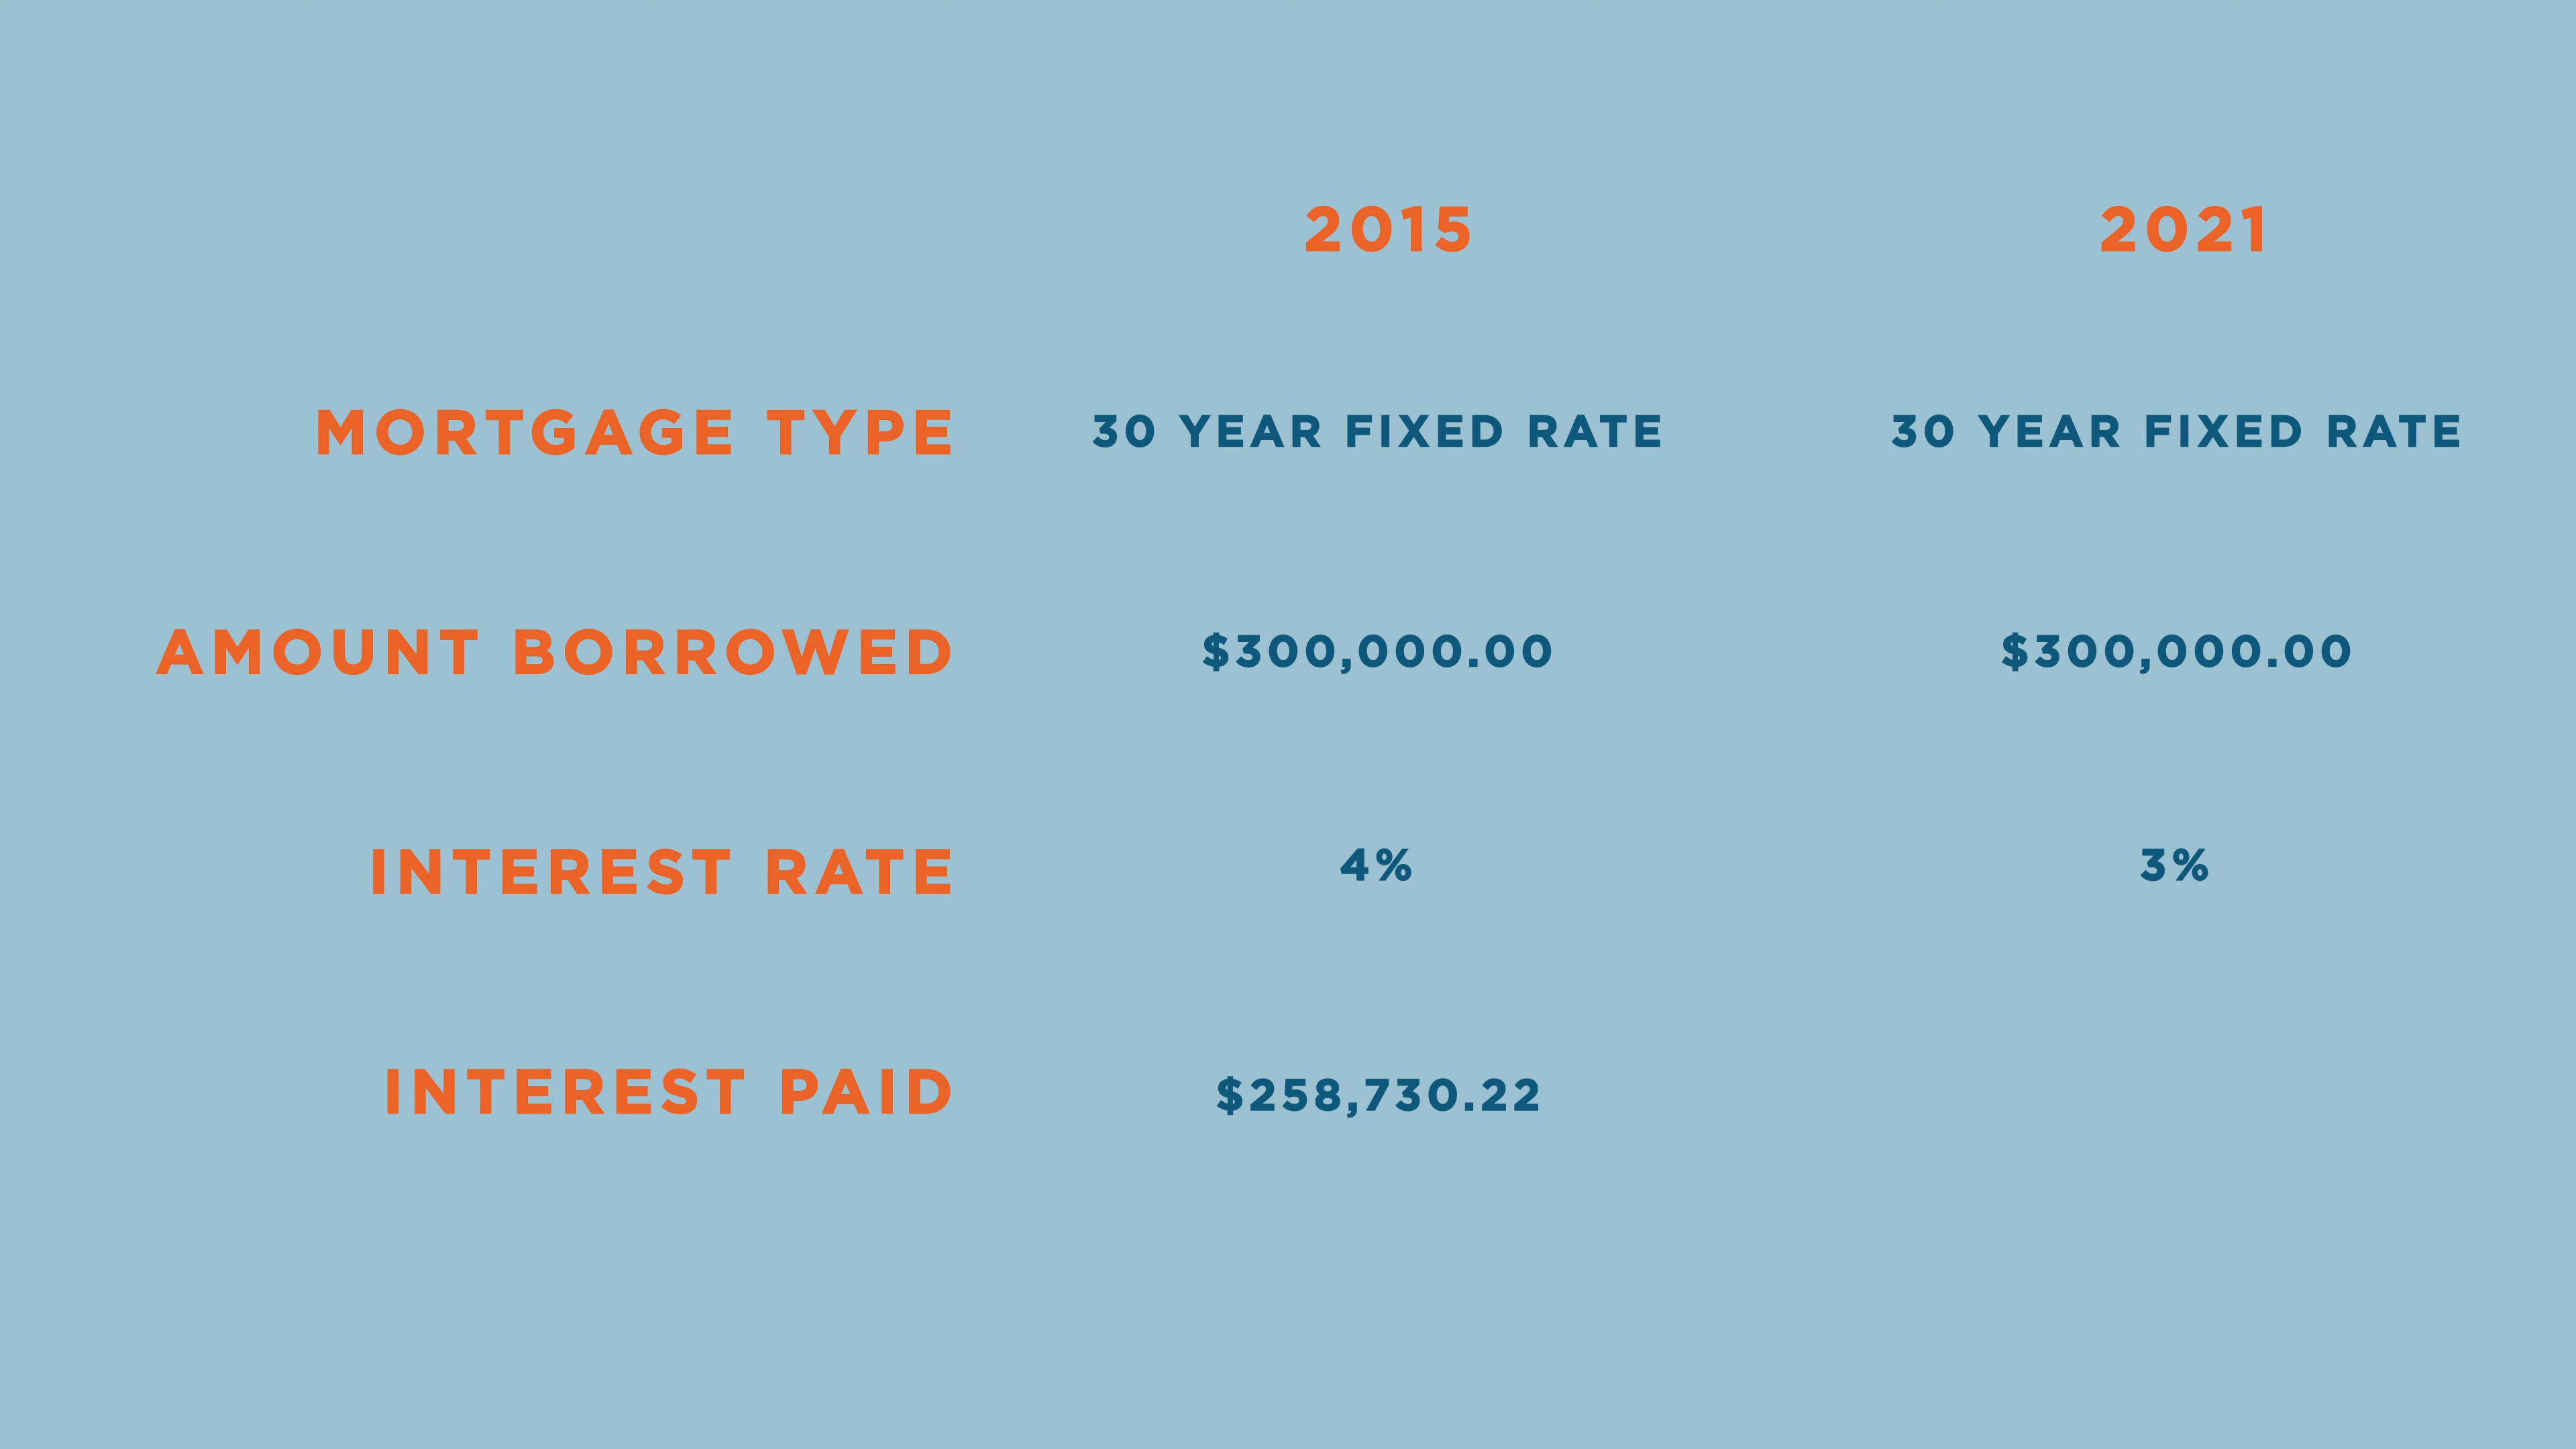 2015 2021
MORTGAGE TYPE 30 YEAR FIXED RATE 30 YEAR FIXED RATE
AMOUNT BORROWED $300,000.00 $300,000.00
INTEREST RATE 4% 3%
INTEREST PAID $258,730.22